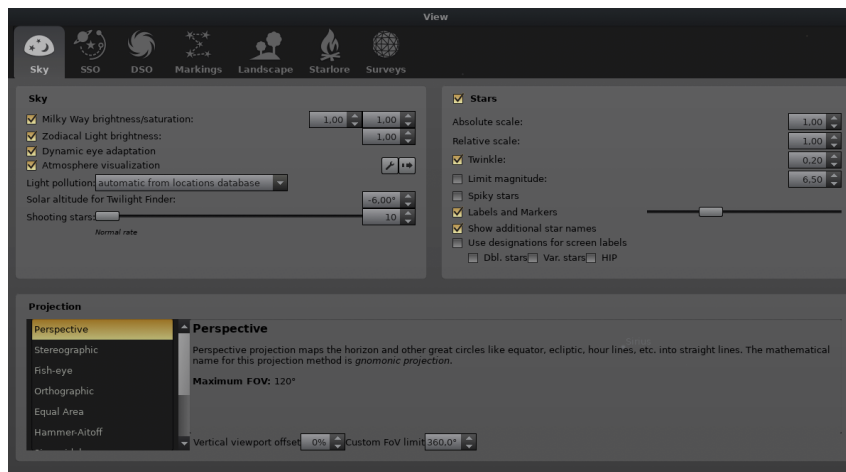 View
Sky
SSO
DSO
Markings
Landscape
Starlore
Surveys
Sky
Milky Way brightness/saturation: 1,00 1,00
Zodiacal Light brightness: 1,00
Dynamic eye adaptation
Atmosphere visualization
Light pollution: automatic from locations database
Solar altitude for Twilight Finder: -6,00°
Shooting stars: 10
Normal rate
Stars
Absolute scale: 1,00
Relative scale: 1,00
Twinkle: 0,20
Limit magnitude: 6,50
Spiky stars
Labels and Markers
Show additional star names
Use designations for screen labels
Dbl. stars Var. stars HIP
Projection
Perspective
Stereographic
Fish-eye
Orthographic
Equal Area
Hammer-Aitoff
Perspective
Perspective projection maps the horizon and other great circles like equator, ecliptic, hour lines, etc. into straight lines. The mathematical
name for this projection method is gnomonic projection.
Maximum FOV: 120°
Vertical viewport offset 0% Custom FoV limit 360,0°